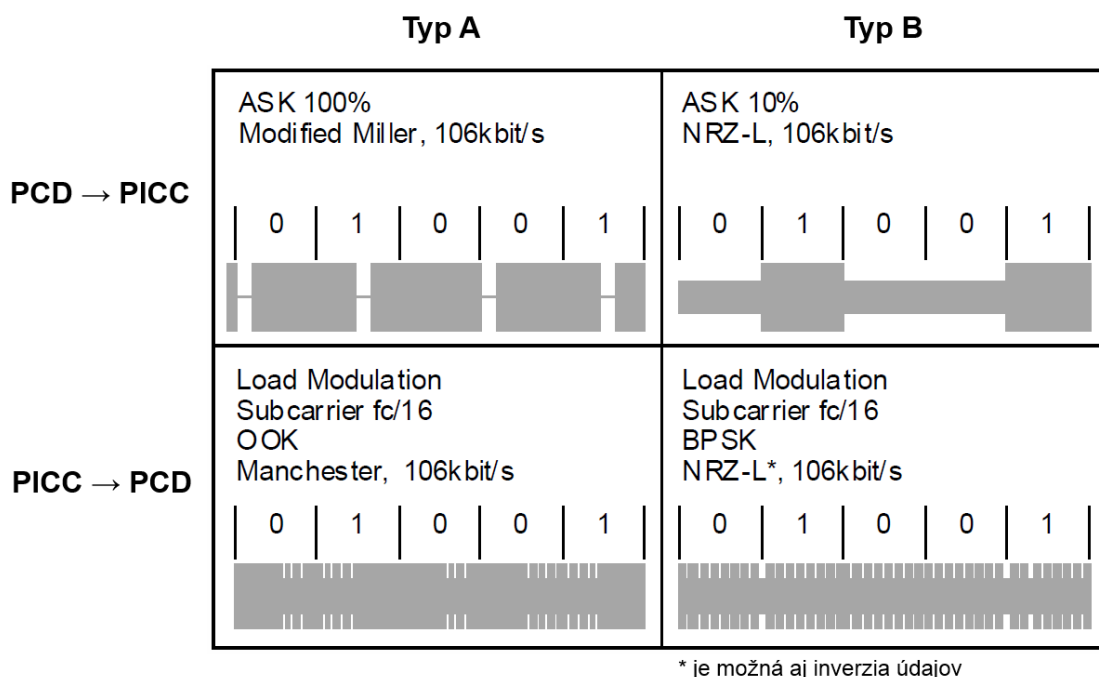 Typ A
Typ B
PCD → PICC
ASK 100%
Modified Miller, 106kbit/s
0 1 0 0 1
ASK 10%
NRZ-L, 106kbit/s
0 1 0 0 1
PICC → PCD
Load Modulation
Subcarrier fc/16
OOK
Manchester, 106kbit/s
0 1 0 0 1
Load Modulation
Subcarrier fc/16
BPSK
NRZ-L*, 106kbit/s
0 1 0 0 1
* je možná aj inverzia údajov